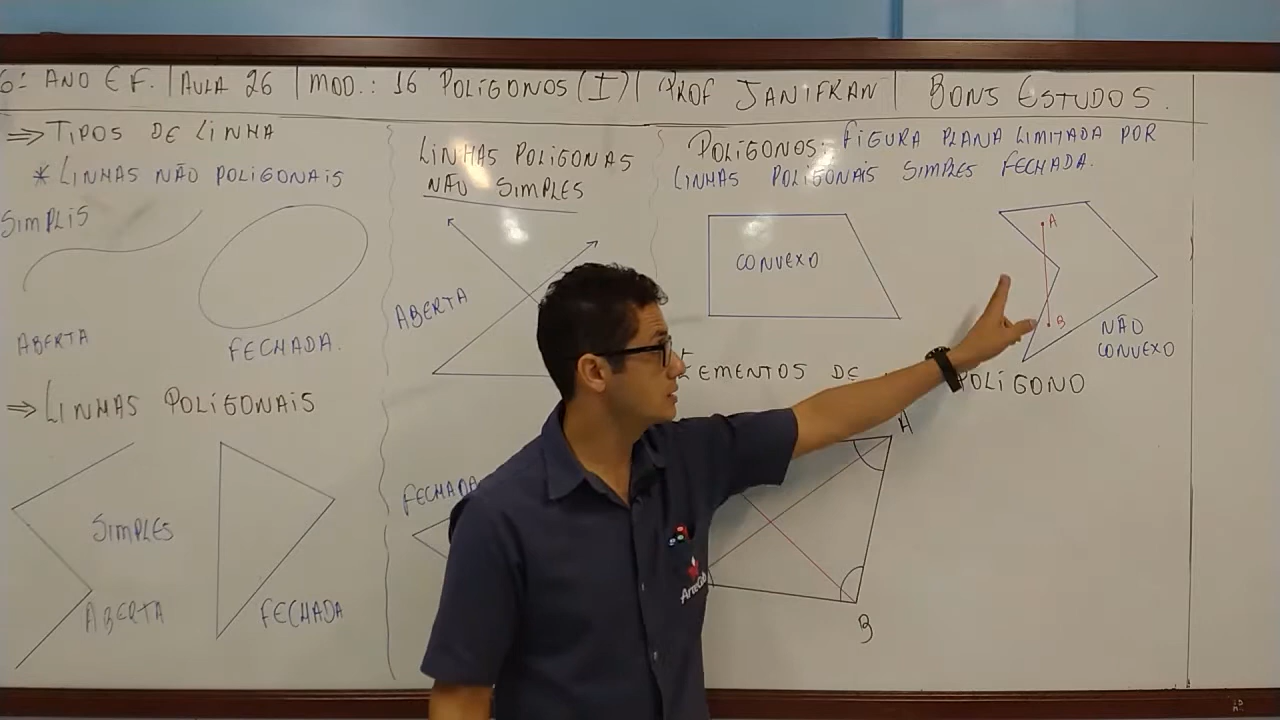 6º ANO E F. | AULA 26 | MOD.: 16 POLÍGONOS (I) | PROF JANIFRAN | BONS ESTUDOS.
⇒ TIPOS DE LINHA
* LINHAS NÃO POLIGONAIS
SIMPLIS
ABERTA
FECHADA.
⇒ LINHAS POLIGONAIS
SIMPLES
ABERTA
FECHADA
LINHAS POLIGONAS
NÃO SIMPLES
ABERTA
FECHADA
POLÍGONOS: FIGURA PLANA LIMITADA POR
LINHAS POLIGONAIS SIMPLES FECHADA.
CONVEXO
A
B
NÃO
CONVEXO
ELEMENTOS DE POLÍGONO
A
B